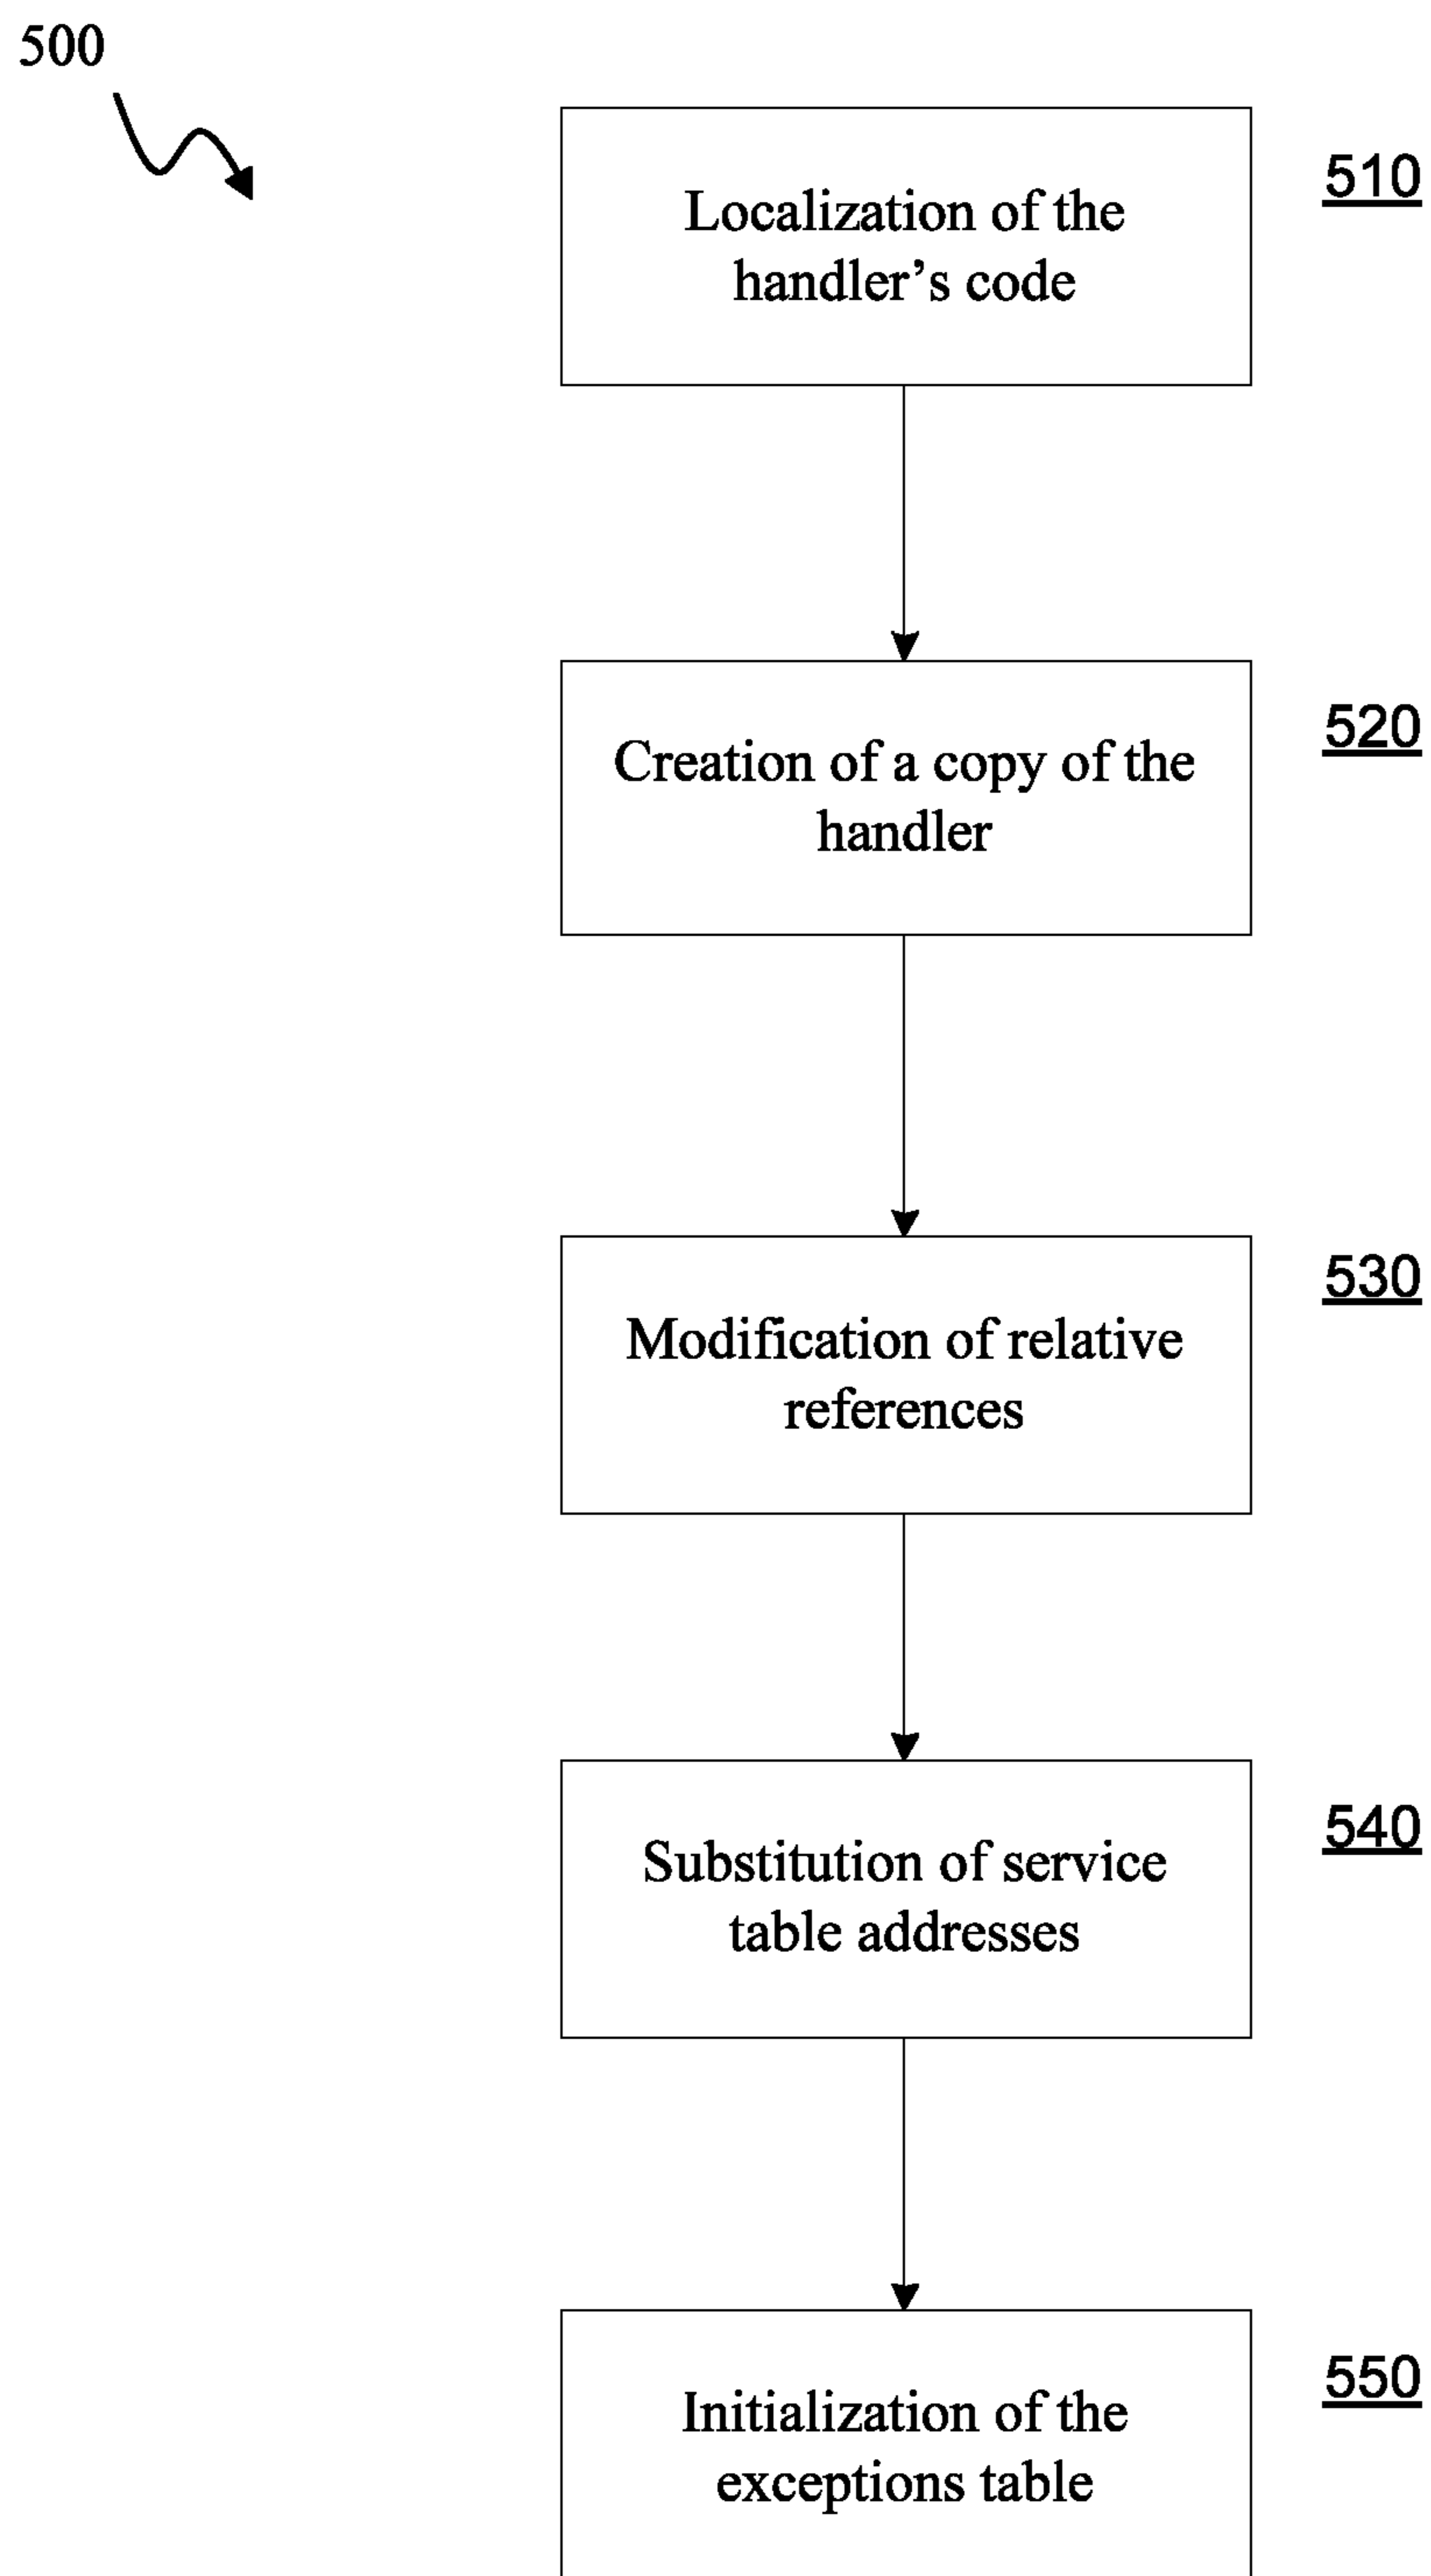 500
Localization of the
handler’s code
510
Creation of a copy of the
handler
520
Modification of relative
references
530
Substitution of service
table addresses
540
Initialization of the
exceptions table
550